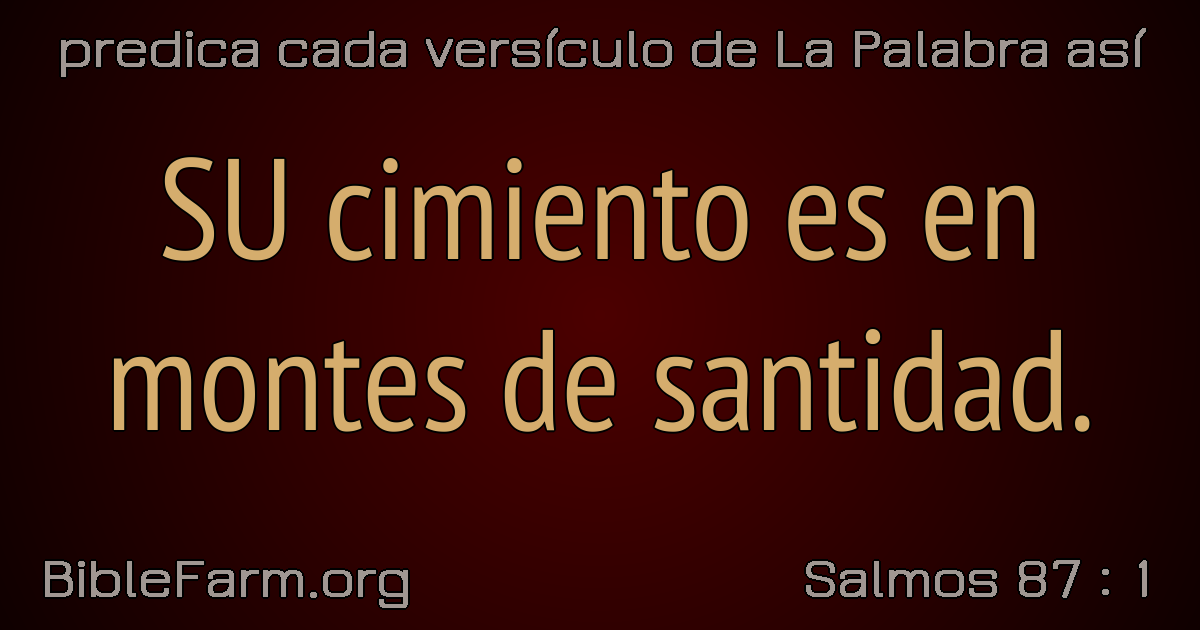 predica cada versículo de La Palabra así
SU cimiento es en
montes de santidad.
BibleFarm.org
Salmos 87 : 1